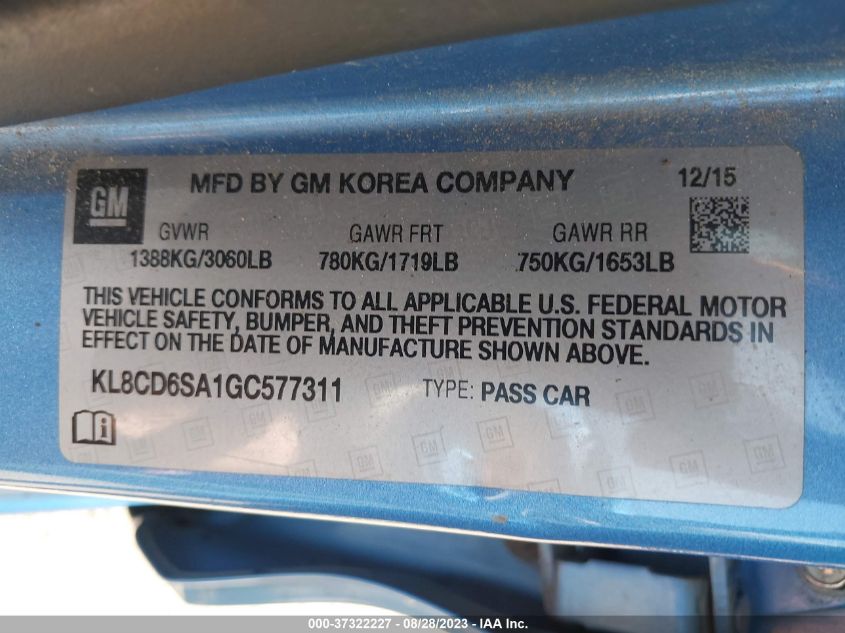 GM MFD BY GM KOREA COMPANY 12/15
GVWR GAWR FRT GAWR RR
1388KG/3060LB 780KG/1719LB 750KG/1653LB
THIS VEHICLE CONFORMS TO ALL APPLICABLE U.S. FEDERAL MOTOR
VEHICLE SAFETY, BUMPER, AND THEFT PREVENTION STANDARDS IN
EFFECT ON THE DATE OF MANUFACTURE SHOWN ABOVE.
KL8CD6SA1GC577311 TYPE: PASS CAR
000-37322227 - 08/28/2023 - IAA Inc.